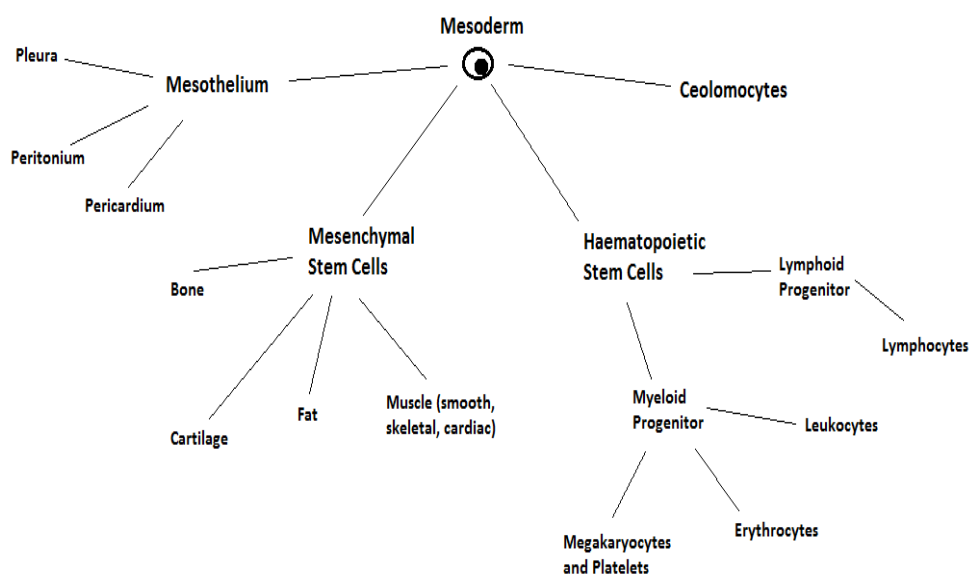 Mesoderm
Pleura
Mesothelium
Ceolomocytes
Peritonium
Pericardium
Mesenchymal
Stem Cells
Haematopoietic
Stem Cells
Lymphoid
Progenitor
Bone
Lymphocytes
Cartilage
Fat
Muscle (smooth,
skeletal, cardiac)
Myeloid
Progenitor
Leukocytes
Megakaryocytes
and Platelets
Erythrocytes